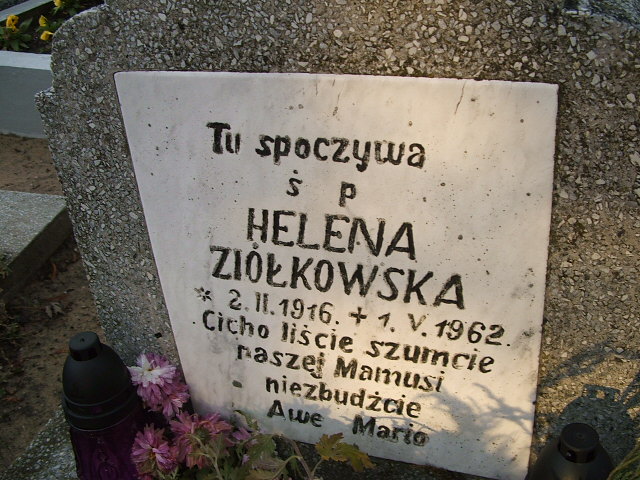 Tu spoczywa
ś p
HELENA
ZIÓŁKOWSKA
* 2.II.1916. + 1.V.1962.
Cicho liście szumcie
naszej Mamusi
niezbudźcie
Awe Mario